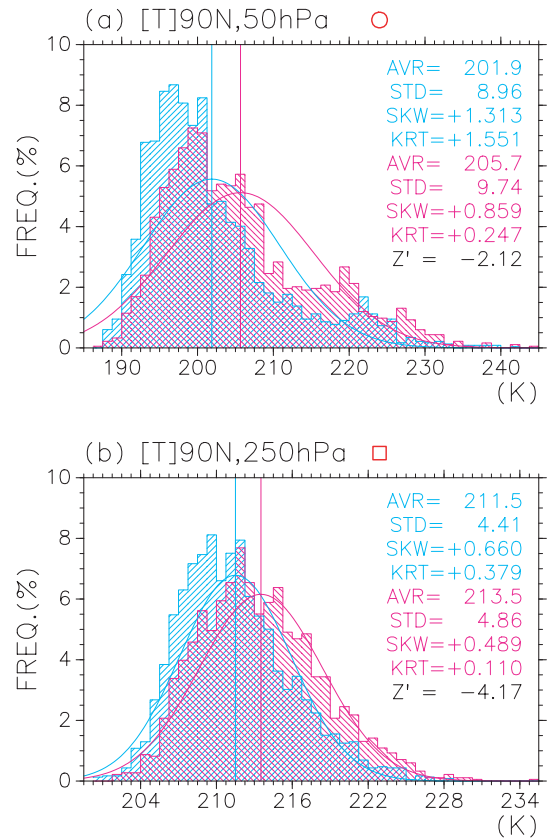 (a) [T]90N,50hPa
10
8
6
4
2
0
FREQ.(%)
AVR= 201.9
STD= 8.96
SKW=+1.313
KRT=+1.551
AVR= 205.7
STD= 9.74
SKW=+0.859
KRT=+0.247
Z' = −2.12
190 200 210 220 230 240
(K)
(b) [T]90N,250hPa
10
8
6
4
2
0
FREQ.(%)
AVR= 211.5
STD= 4.41
SKW=+0.660
KRT=+0.379
AVR= 213.5
STD= 4.86
SKW=+0.489
KRT=+0.110
Z' = −4.17
204 210 216 222 228 234
(K)